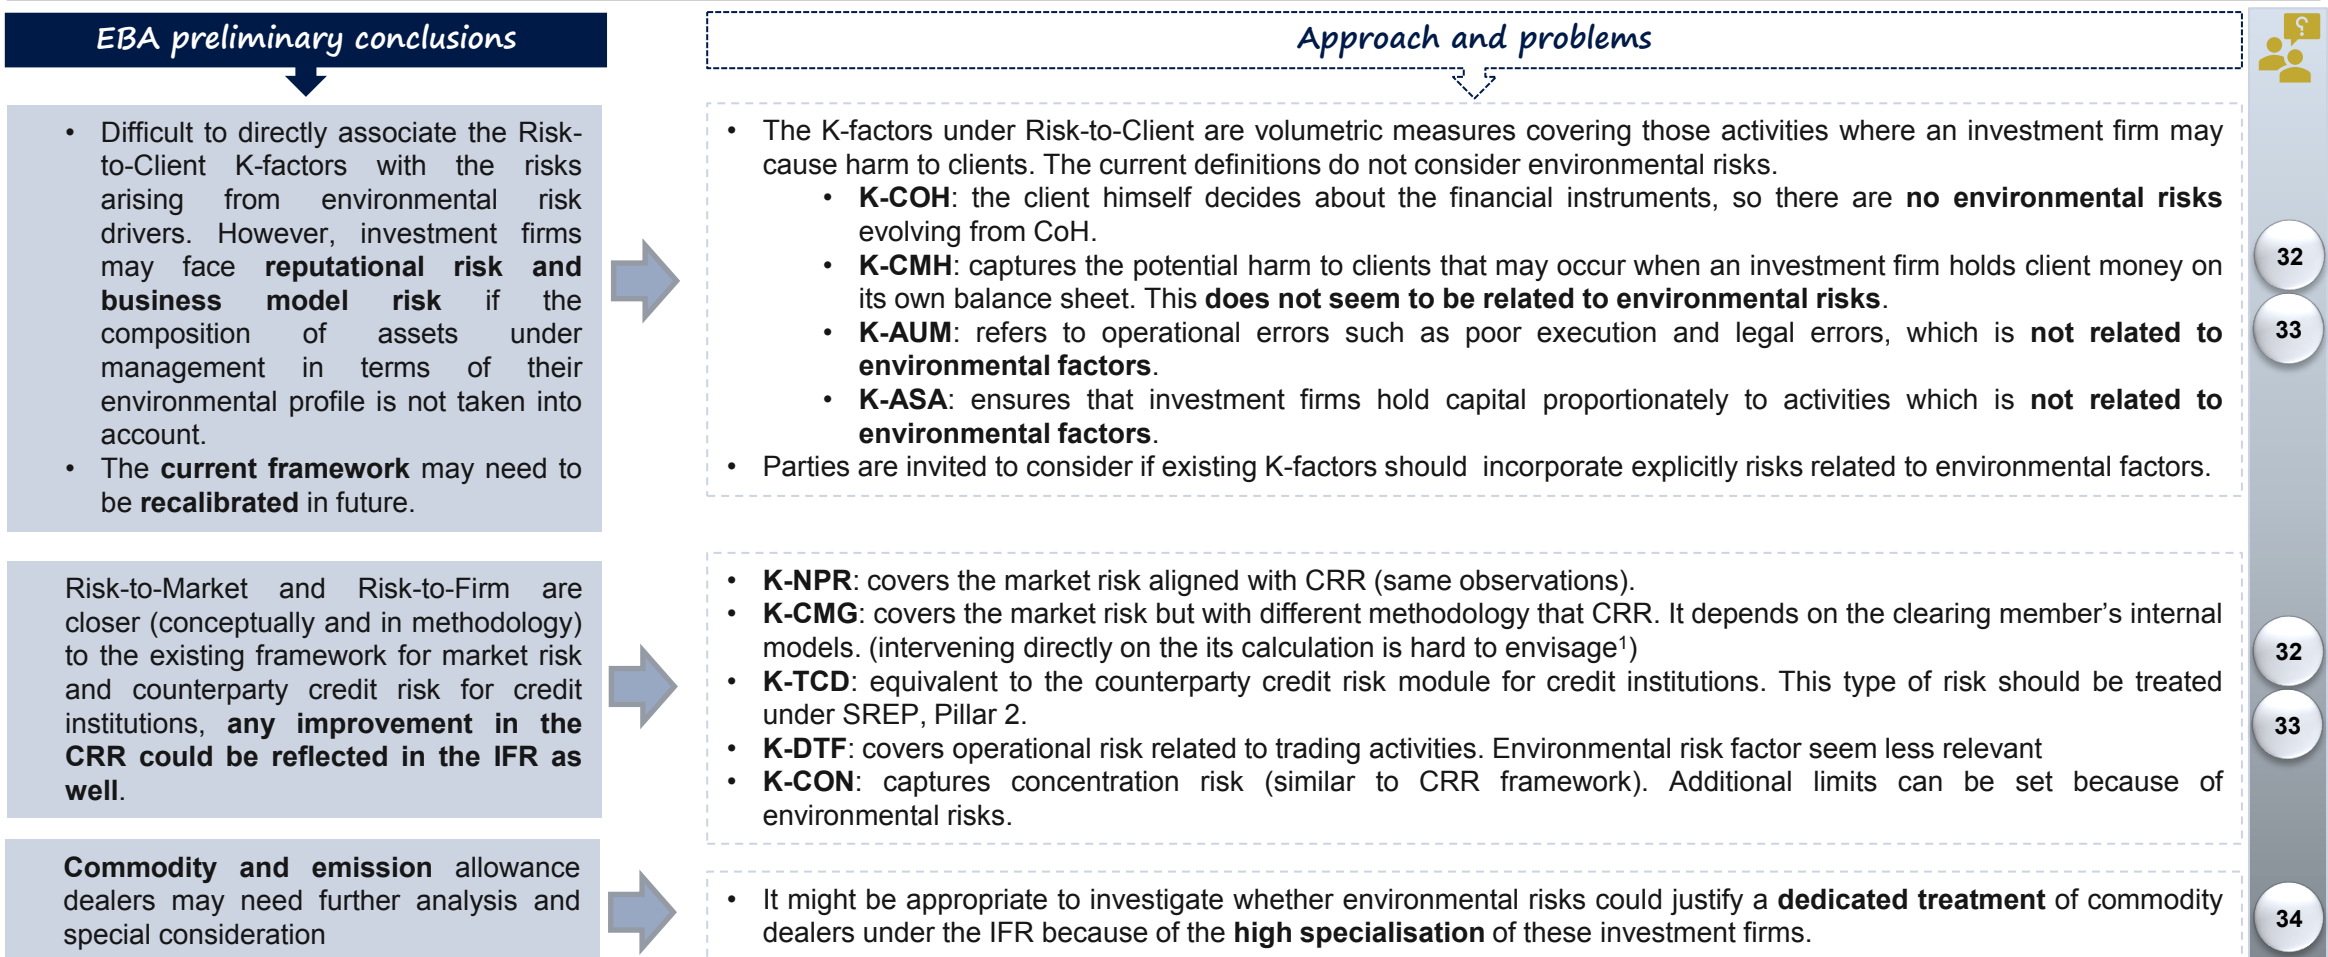 EBA preliminary conclusions
Approach and problems
• Difficult to directly associate the Risk-
to-Client K-factors with the risks
arising from environmental risk
drivers. However, investment firms
may face reputational risk and
business model risk if the
composition of assets under
management in terms of their
environmental profile is not taken into
account.
• The current framework may need to
be recalibrated in future.
• The K-factors under Risk-to-Client are volumetric measures covering those activities where an investment firm may
cause harm to clients. The current definitions do not consider environmental risks.
• K-COH: the client himself decides about the financial instruments, so there are no environmental risks
evolving from CoH.
• K-CMH: captures the potential harm to clients that may occur when an investment firm holds client money on
its own balance sheet. This does not seem to be related to environmental risks.
• K-AUM: refers to operational errors such as poor execution and legal errors, which is not related to
environmental factors.
• K-ASA: ensures that investment firms hold capital proportionately to activities which is not related to
environmental factors.
• Parties are invited to consider if existing K-factors should incorporate explicitly risks related to environmental factors.
32
33
Risk-to-Market and Risk-to-Firm are
closer (conceptually and in methodology)
to the existing framework for market risk
and counterparty credit risk for credit
institutions, any improvement in the
CRR could be reflected in the IFR as
well.
• K-NPR: covers the market risk aligned with CRR (same observations).
• K-CMG: covers the market risk but with different methodology that CRR. It depends on the clearing member’s internal
models. (intervening directly on the its calculation is hard to envisage¹)
• K-TCD: equivalent to the counterparty credit risk module for credit institutions. This type of risk should be treated
under SREP, Pillar 2.
• K-DTF: covers operational risk related to trading activities. Environmental risk factor seem less relevant
• K-CON: captures concentration risk (similar to CRR framework). Additional limits can be set because of
environmental risks.
32
33
Commodity and emission allowance
dealers may need further analysis and
special consideration
• It might be appropriate to investigate whether environmental risks could justify a dedicated treatment of commodity
dealers under the IFR because of the high specialisation of these investment firms.
34